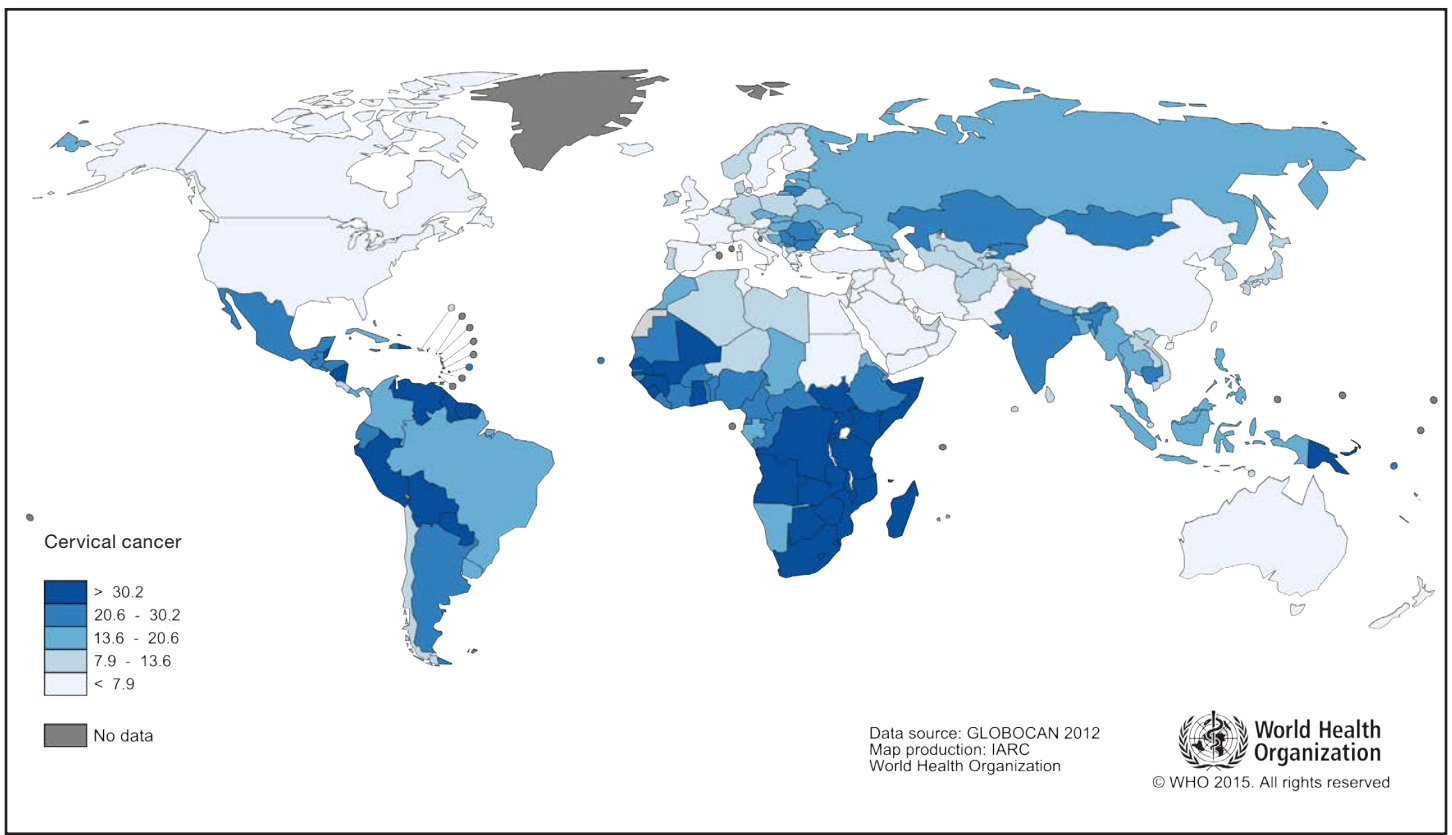 Cervical cancer
> 30.2
20.6 - 30.2
13.6 - 20.6
7.9 - 13.6
< 7.9
No data
Data source: GLOBOCAN 2012
Map production: IARC
World Health Organization
World Health
Organization
© WHO 2015. All rights reserved